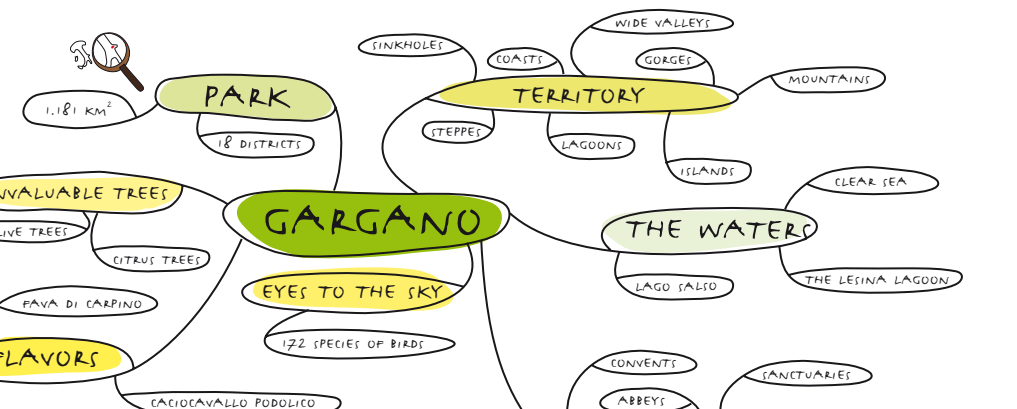 WIDE VALLEYS
SINKHOLES
COASTS
GORGES
MOUNTAINS
PARK
TERRITORY
1.181 KM²
STEPPES
18 DISTRICTS
LAGOONS
ISLANDS
CLEAR SEA
NVALUABLE TREES
GARGANO
THE WATERS
LIVE TREES
CITRUS TREES
THE LESINA LAGOON
LAGO SALSO
EYES TO THE SKY
FAVA DI CARPINO
172 SPECIES OF BIRDS
FLAVORS
CONVENTS
SANCTUARIES
CACIOCAVALLO PODOLICO
ABBEYS